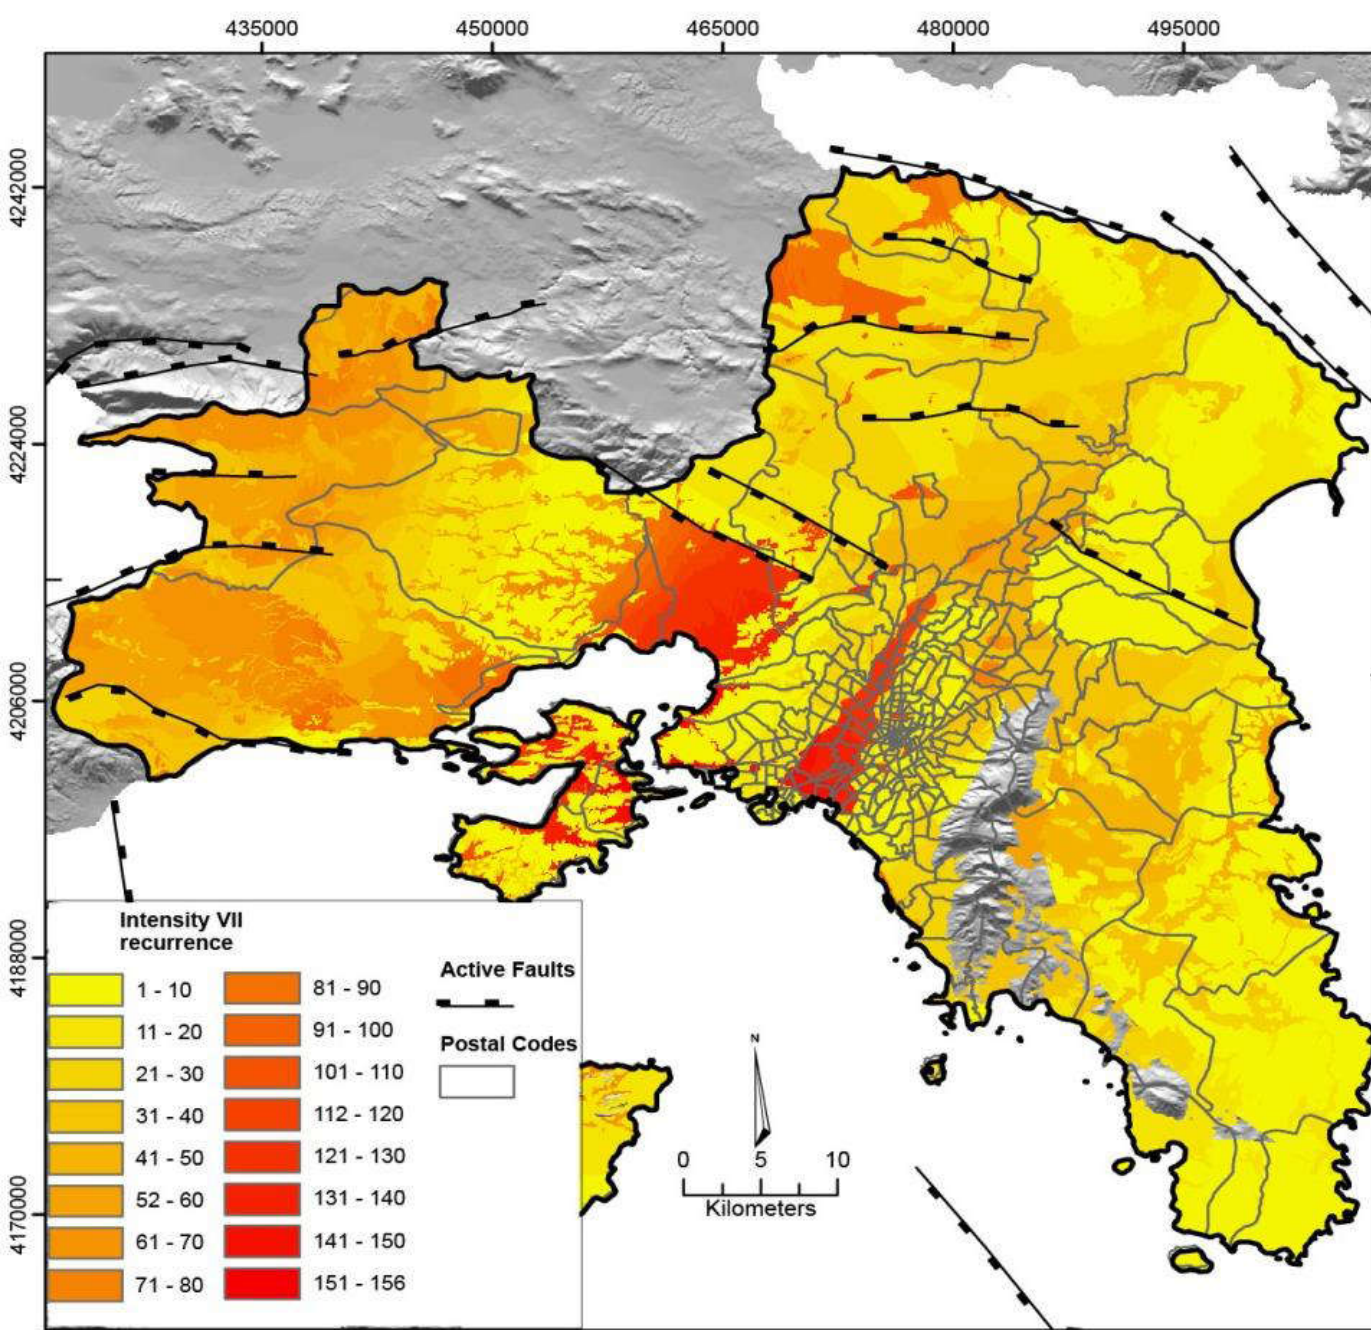 435000 450000 465000 480000 495000
4242000
4224000
4206000
4188000
4170000
Intensity VII
recurrence
1 - 10
11 - 20
21 - 30
31 - 40
41 - 50
52 - 60
61 - 70
71 - 80
81 - 90
91 - 100
101 - 110
112 - 120
121 - 130
131 - 140
141 - 150
151 - 156
Active Faults
Postal Codes
N
0 5 10
Kilometers